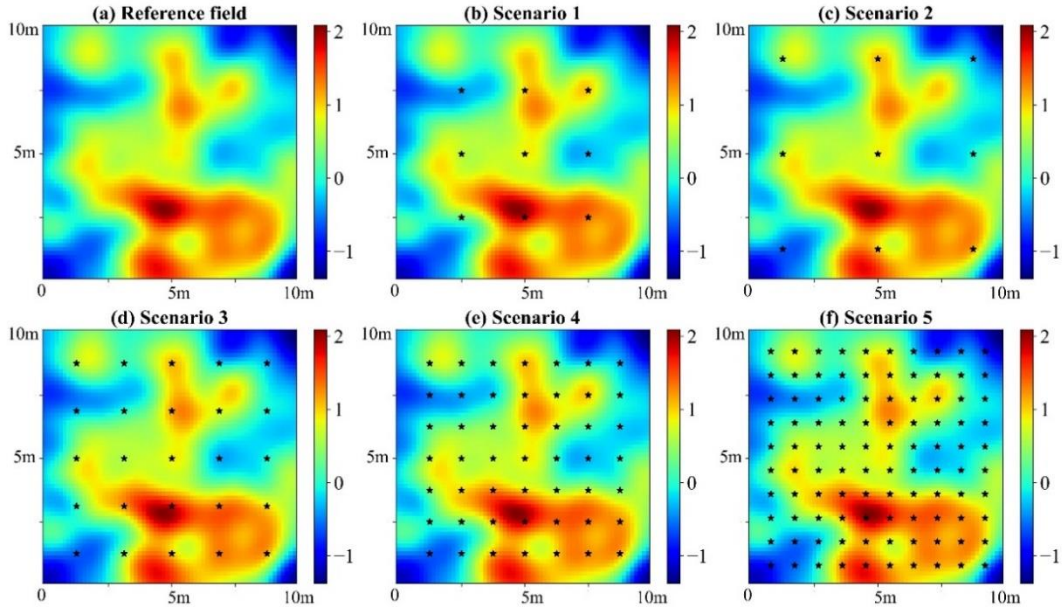 (a) Reference field (b) Scenario 1 (c) Scenario 2
10m 2 10m 2 10m 2
1 1 1
5m 0 5m 0 5m 0
−1 −1 −1
0 5m 10m 0 5m 10m 0 5m 10m
(d) Scenario 3 (e) Scenario 4 (f) Scenario 5
10m 2 10m 2 10m 2
1 1 1
5m 0 5m 0 5m 0
−1 −1 −1
0 5m 10m 0 5m 10m 0 5m 10m